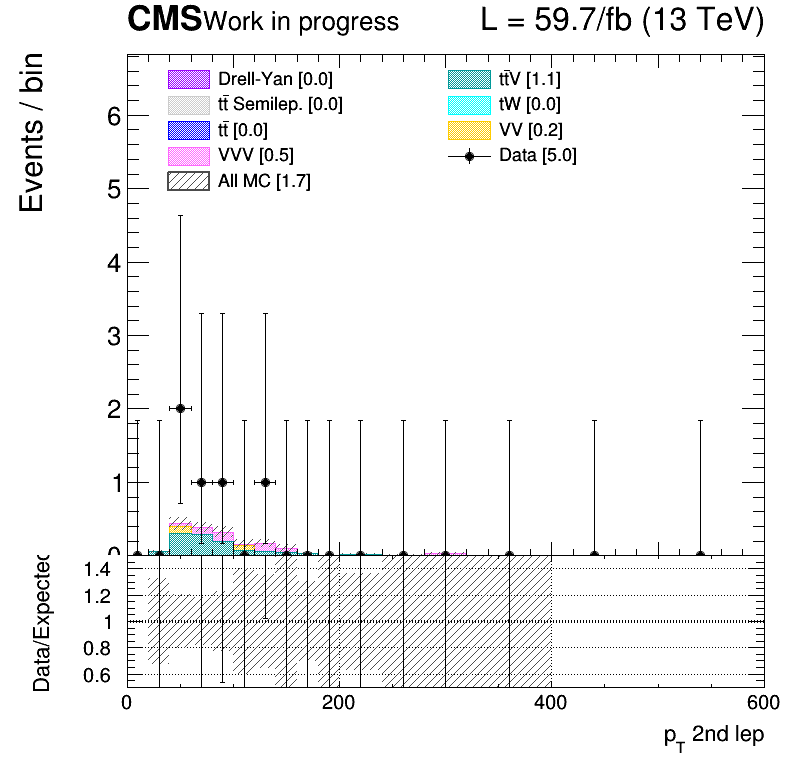 CMS Work in progress L = 59.7/fb (13 TeV)
Events / bin
Drell-Yan [0.0]
tt̄ Semilep. [0.0]
tt̄ [0.0]
VVV [0.5]
All MC [1.7]
tt̄V [1.1]
tW [0.0]
VV [0.2]
Data [5.0]
6
5
4
3
2
1
0
Data/Expected
1.4
1.2
1
0.8
0.6
0 200 400 600
p_T 2nd lep